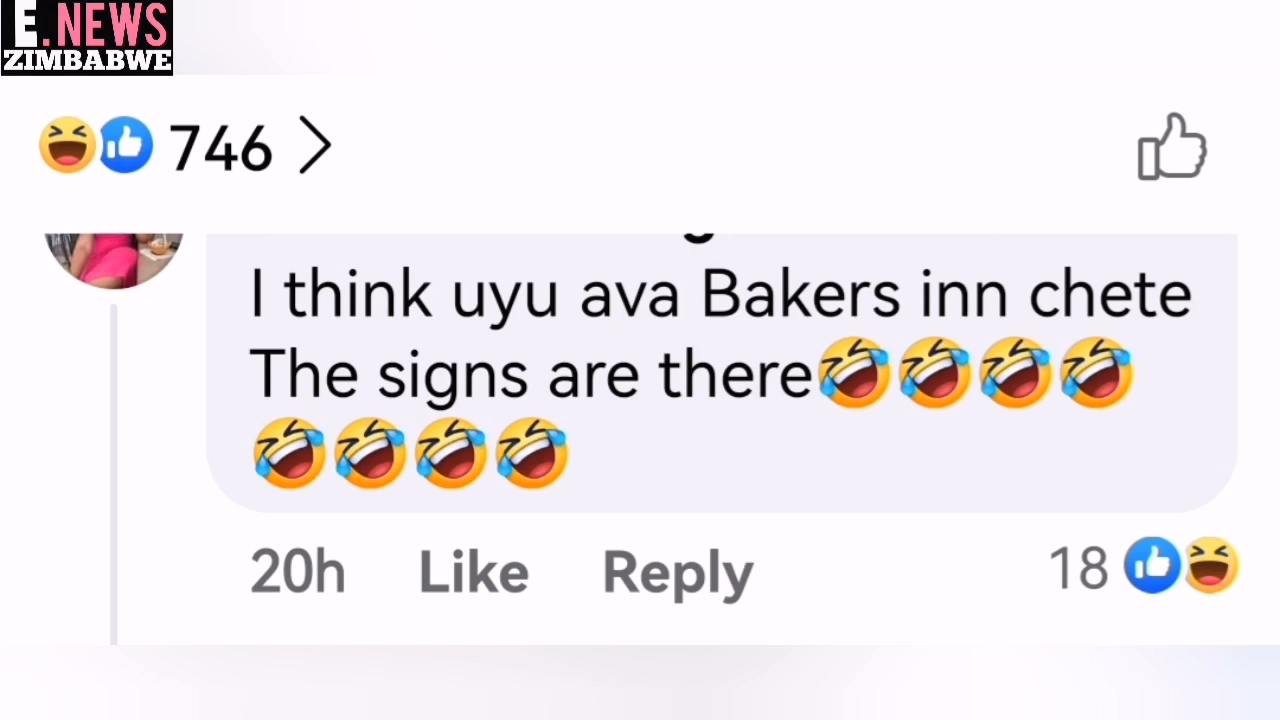 E.NEWS
ZIMBABWE
746
I think uyu ava Bakers inn chete
The signs are there🤣🤣🤣🤣
🤣🤣🤣🤣
20h Like Reply 18